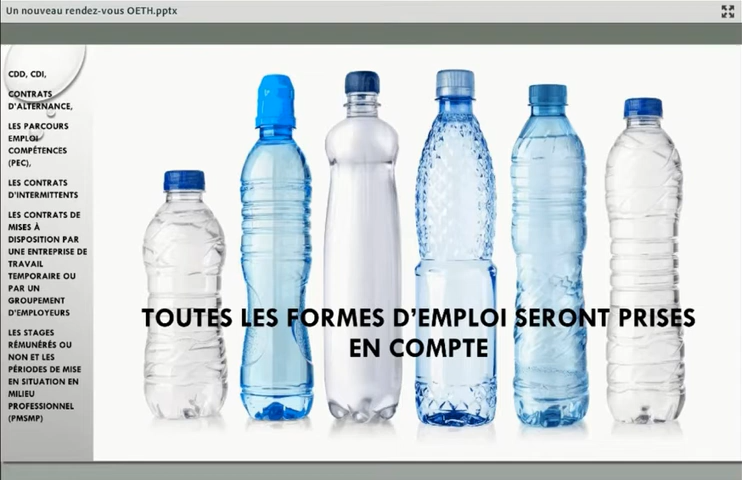 Un nouveau rendez-vous OETH.pptx
CDD, CDI,
CONTRATS
D'ALTERNANCE,
LES PARCOURS
EMPLOI
COMPÉTENCES
(PEC),
LES CONTRATS
D'INTERMITTENTS
LES CONTRATS DE
MISES À
DISPOSITION PAR
UNE ENTREPRISE DE
TRAVAIL
TEMPORAIRE OU
PAR UN
GROUPEMENT
D'EMPLOYEURS
LES STAGES
RÉMUNÉRÉS OU
NON ET LES
PÉRIODES DE MISE
EN SITUATION EN
MILIEU
PROFESSIONNEL
(PMSMP)
TOUTES LES FORMES D'EMPLOI SERONT PRISES
EN COMPTE